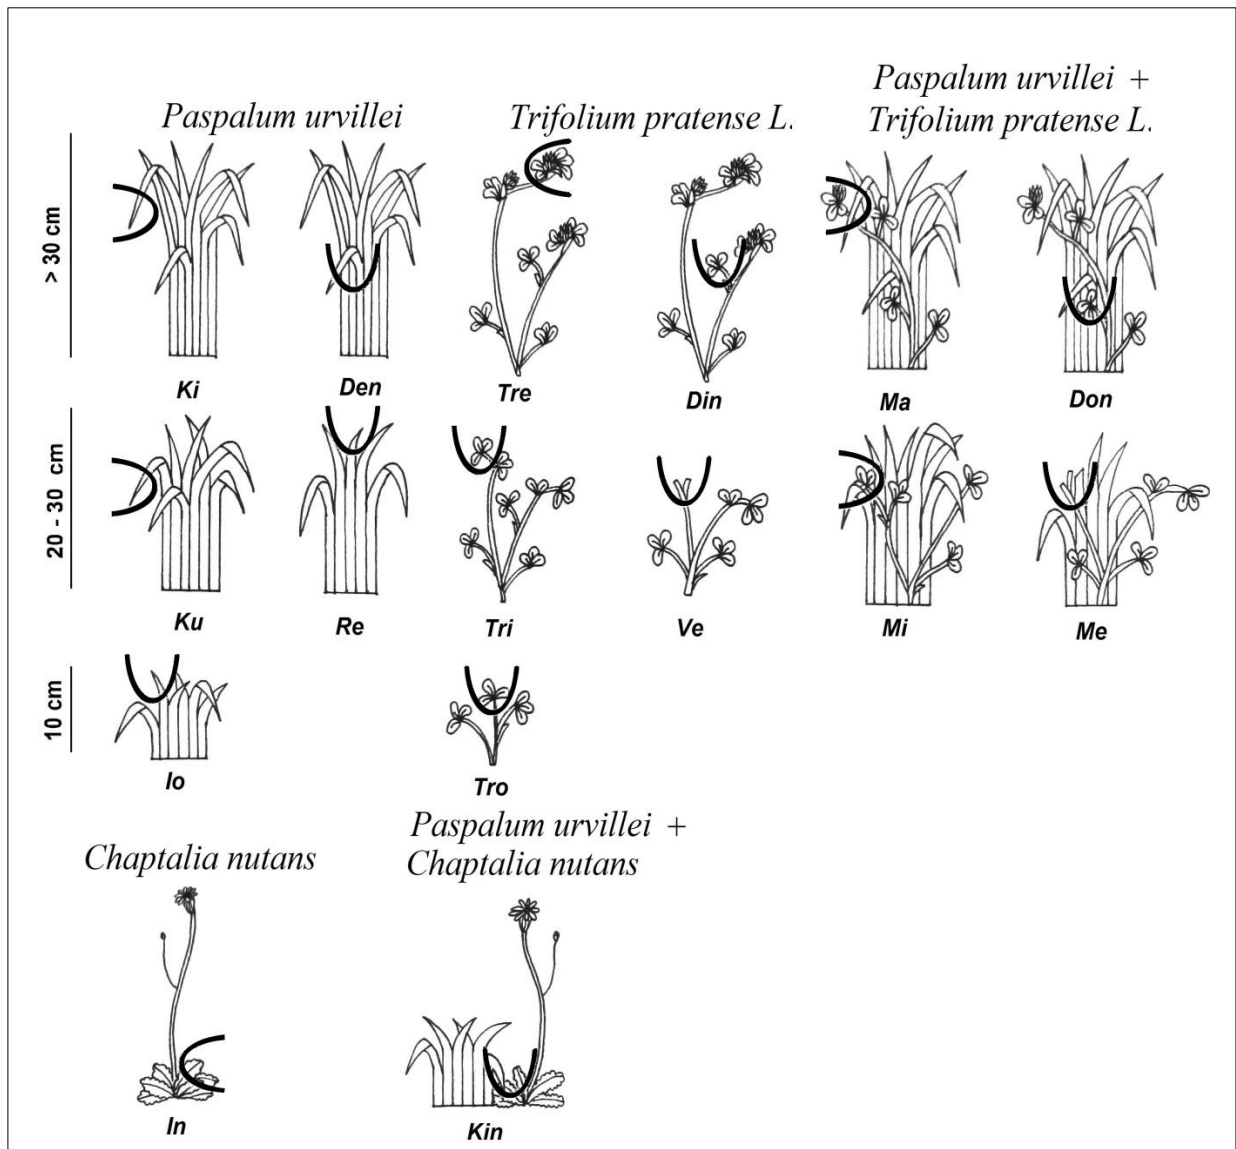 Paspalum urvillei
Trifolium pratense L.
Paspalum urvillei +
Trifolium pratense L.
> 30 cm
Ki
Den
Tre
Din
Ma
Don
20 - 30 cm
Ku
Re
Tri
Ve
Mi
Me
10 cm
Io
Tro
Chaptalia nutans
Paspalum urvillei +
Chaptalia nutans
In
Kin